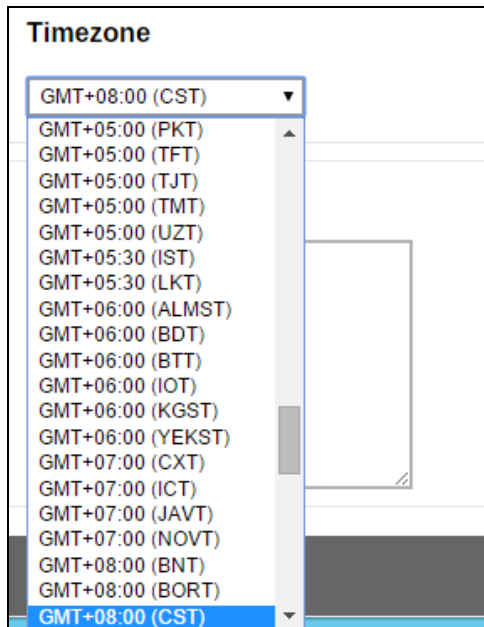 Timezone
GMT+08:00 (CST)
GMT+05:00 (PKT)
GMT+05:00 (TFT)
GMT+05:00 (TJT)
GMT+05:00 (TMT)
GMT+05:00 (UZT)
GMT+05:30 (IST)
GMT+05:30 (LKT)
GMT+06:00 (ALMST)
GMT+06:00 (BDT)
GMT+06:00 (BTT)
GMT+06:00 (IOT)
GMT+06:00 (KGST)
GMT+06:00 (YEKST)
GMT+07:00 (CXT)
GMT+07:00 (ICT)
GMT+07:00 (JAVT)
GMT+07:00 (NOVT)
GMT+08:00 (BNT)
GMT+08:00 (BORT)
GMT+08:00 (CST)